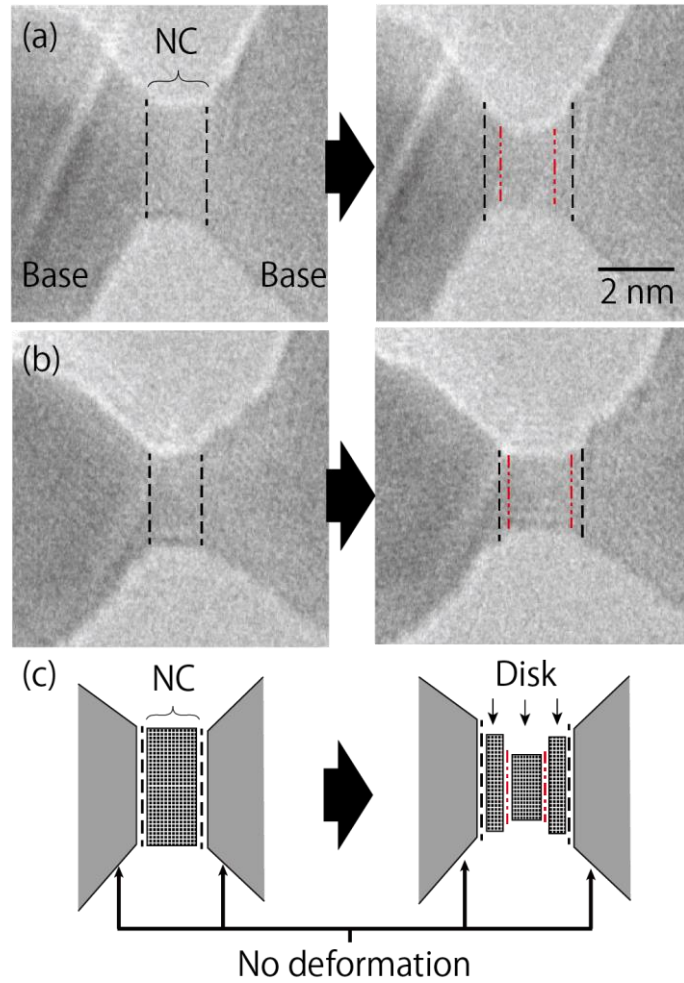 (a)
NC
Base
Base
2 nm
(b)
(c)
NC
Disk
No deformation